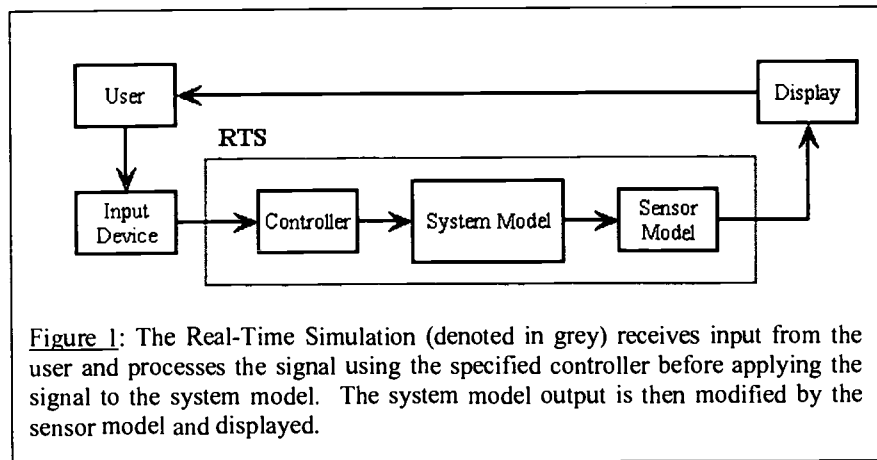 User
Display
RTS
Input
Device
Controller
System Model
Sensor
Model
Figure 1: The Real-Time Simulation (denoted in grey) receives input from the
user and processes the signal using the specified controller before applying the
signal to the system model. The system model output is then modified by the
sensor model and displayed.